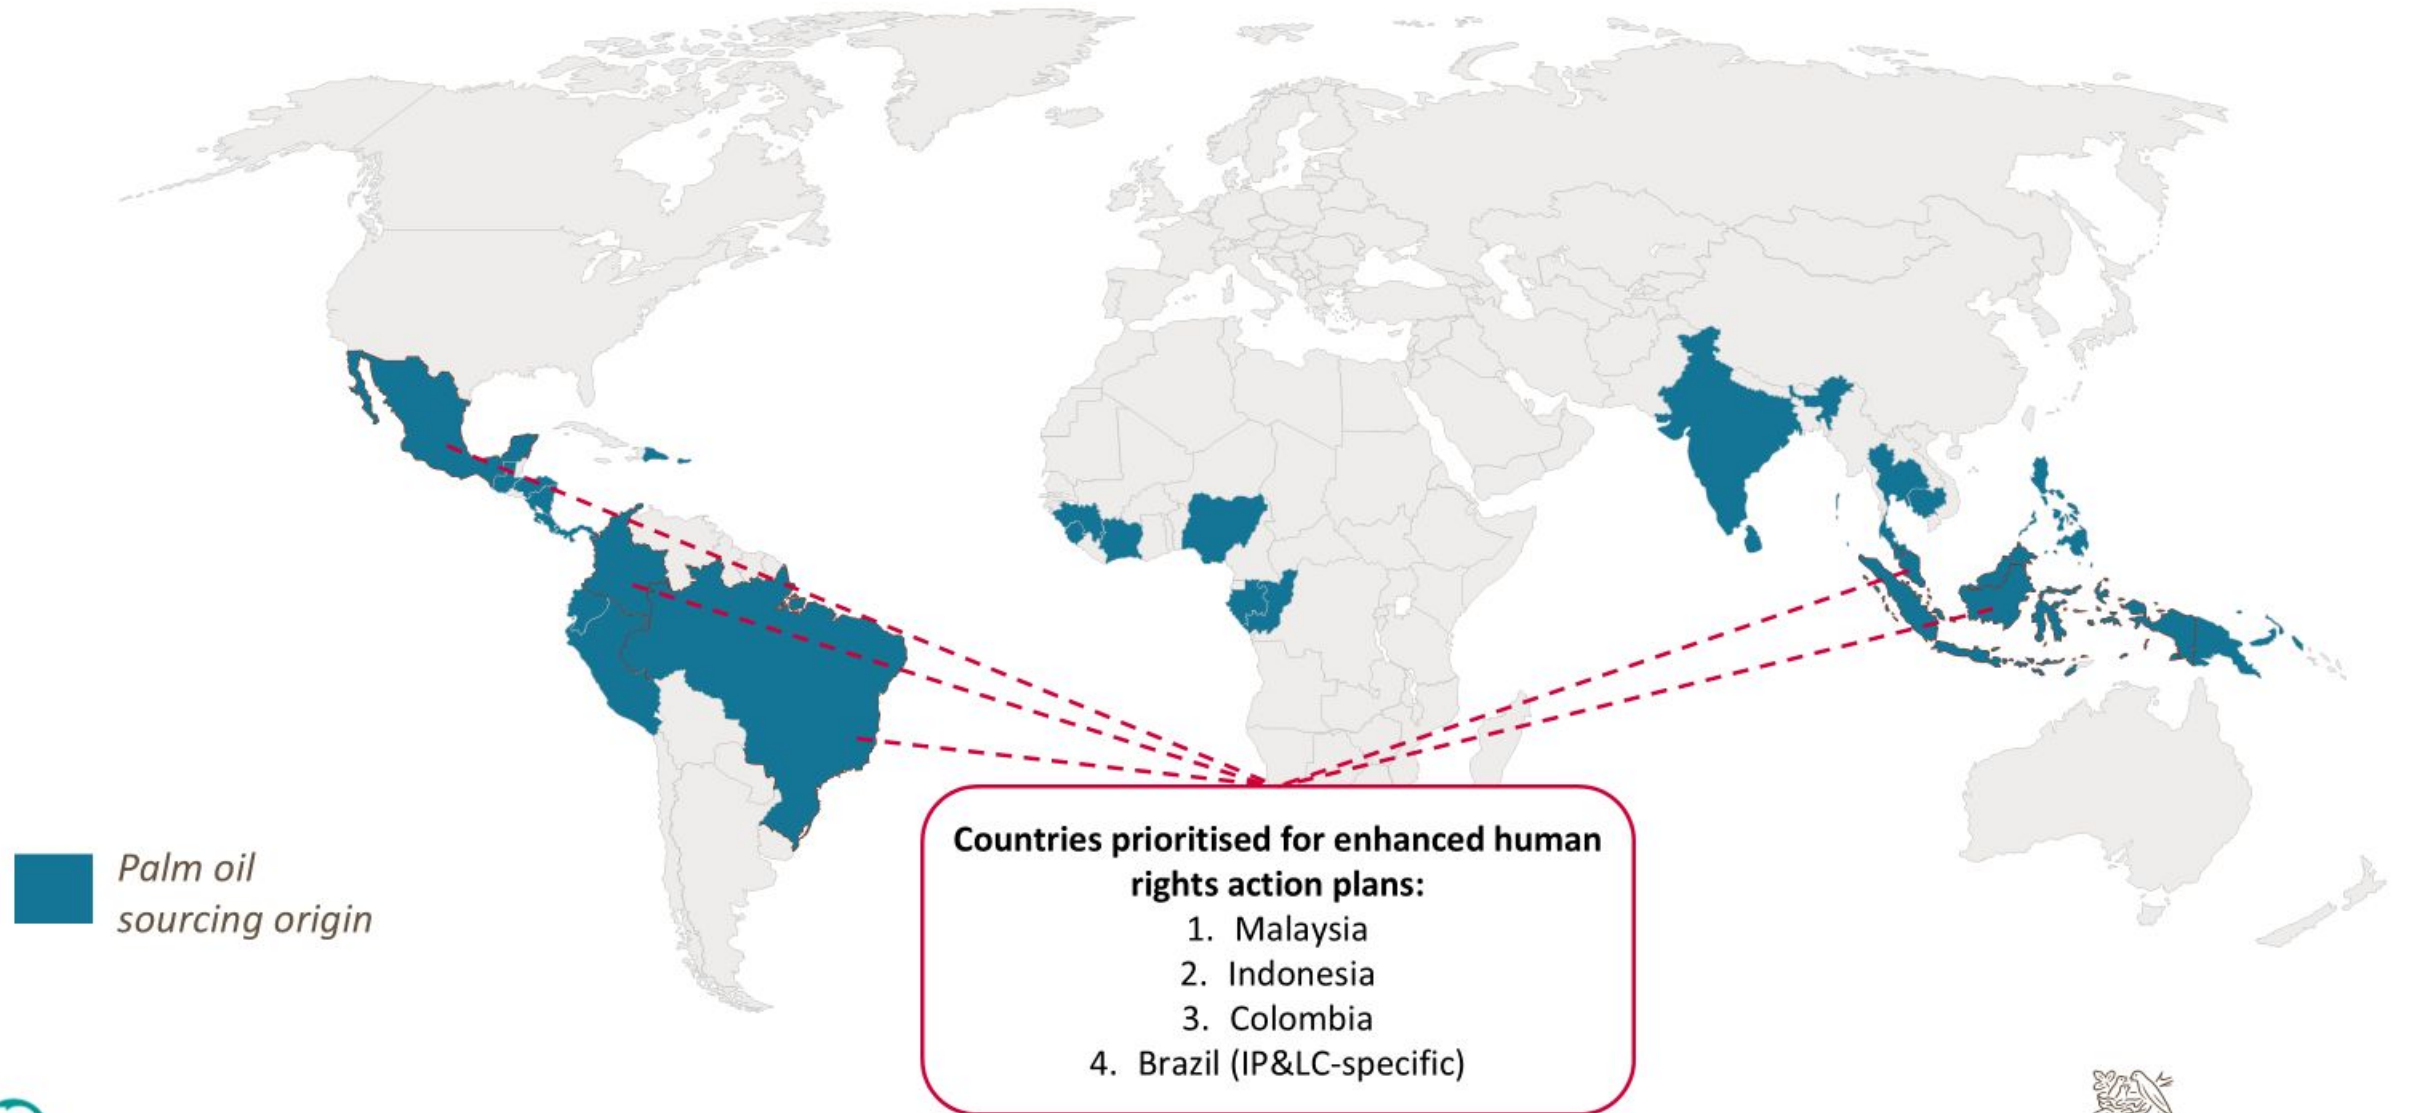 Palm oil
sourcing origin
Countries prioritised for enhanced human
rights action plans:
1. Malaysia
2. Indonesia
3. Colombia
4. Brazil (IP&LC-specific)